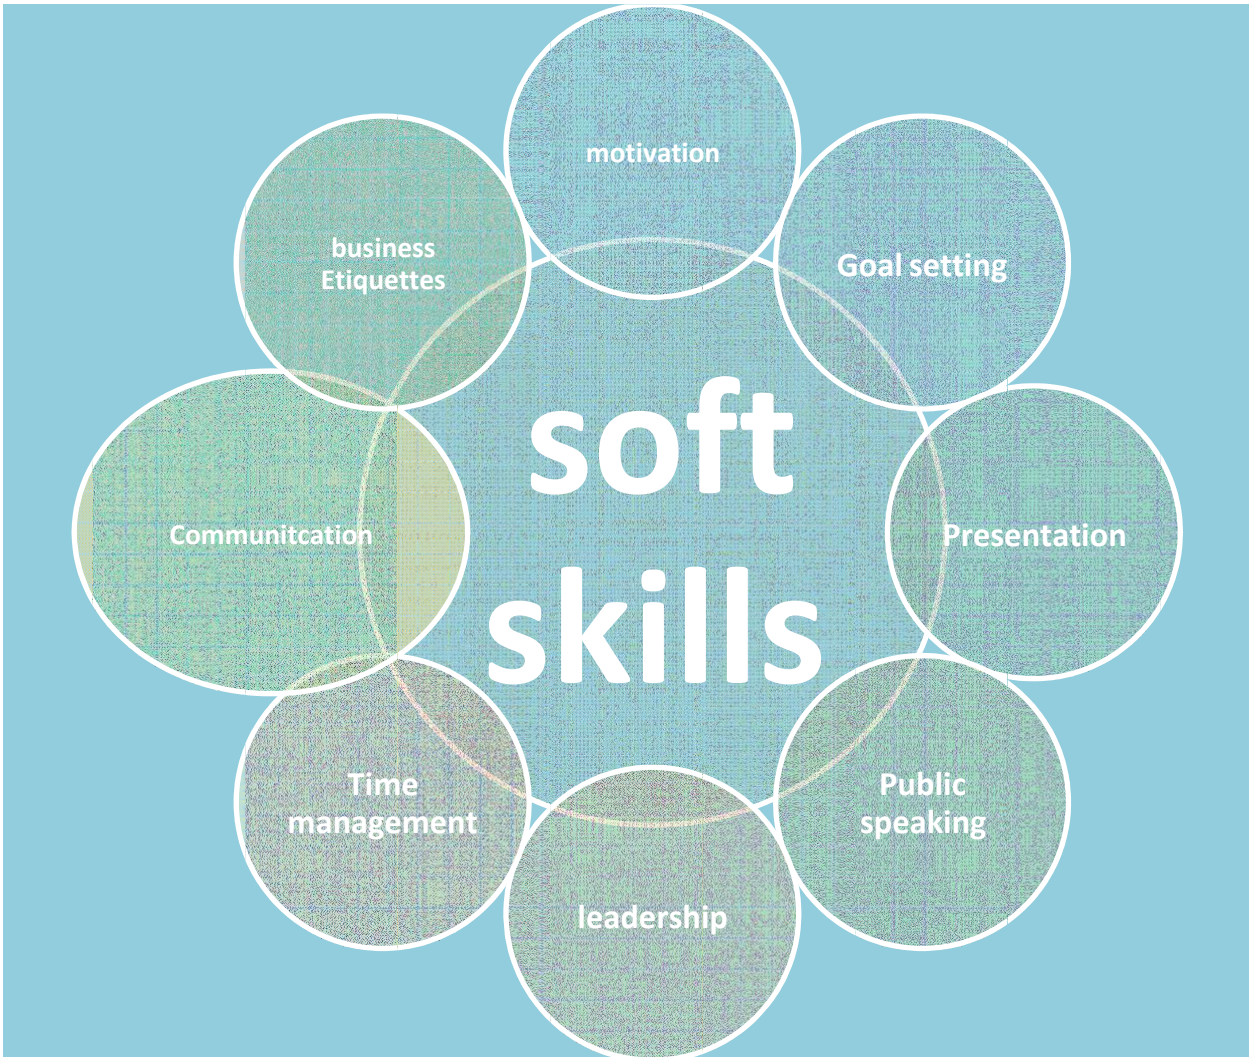 motivation
Goal setting
Presentation
Public
speaking
leadership
Time
management
Communitcation
business
Etiquettes
soft
skills